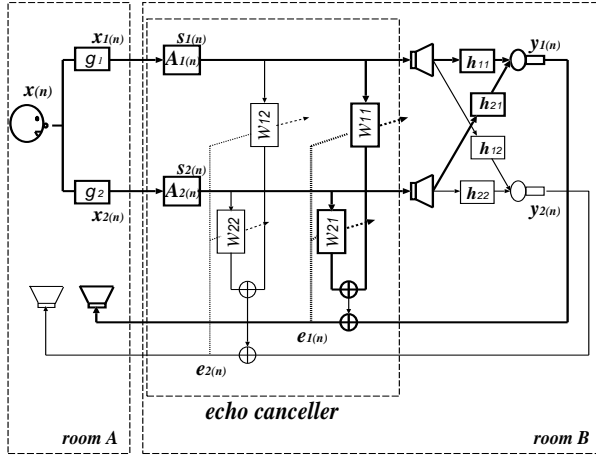 x1(n)
s1(n)
y1(n)
g1
A1(n)
h11
x(n)
h21
W12
W11
h12
s2(n)
g2
A2(n)
h22
x2(n)
y2(n)
W22
W21
e1(n)
e2(n)
echo canceller
room A
room B